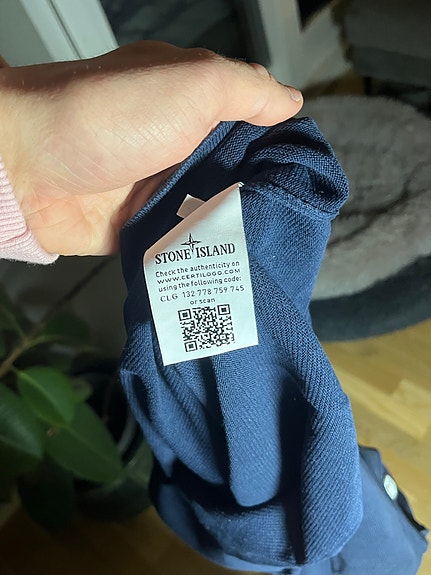 STONE ISLAND
Check the authenticity on
WWW.CERTILOGO.COM
using the following code:
CLG 132 778 759 745
or scan